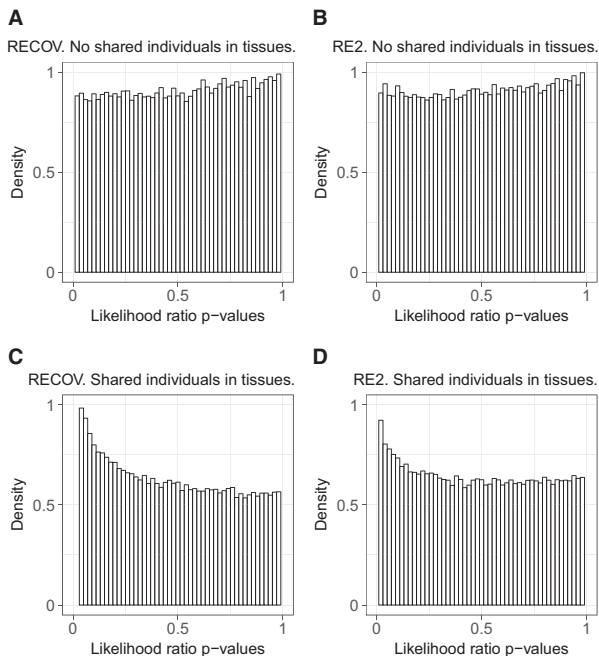 A
RECOV. No shared individuals in tissues.
1
0.5
0
Density
0
0.5
1
Likelihood ratio p−values
B
RE2. No shared individuals in tissues.
1
0.5
0
Density
0
0.5
1
Likelihood ratio p−values
C
RECOV. Shared individuals in tissues.
1
0.5
0
Density
0
0.5
1
Likelihood ratio p−values
D
RE2. Shared individuals in tissues.
1
0.5
0
Density
0
0.5
1
Likelihood ratio p−values